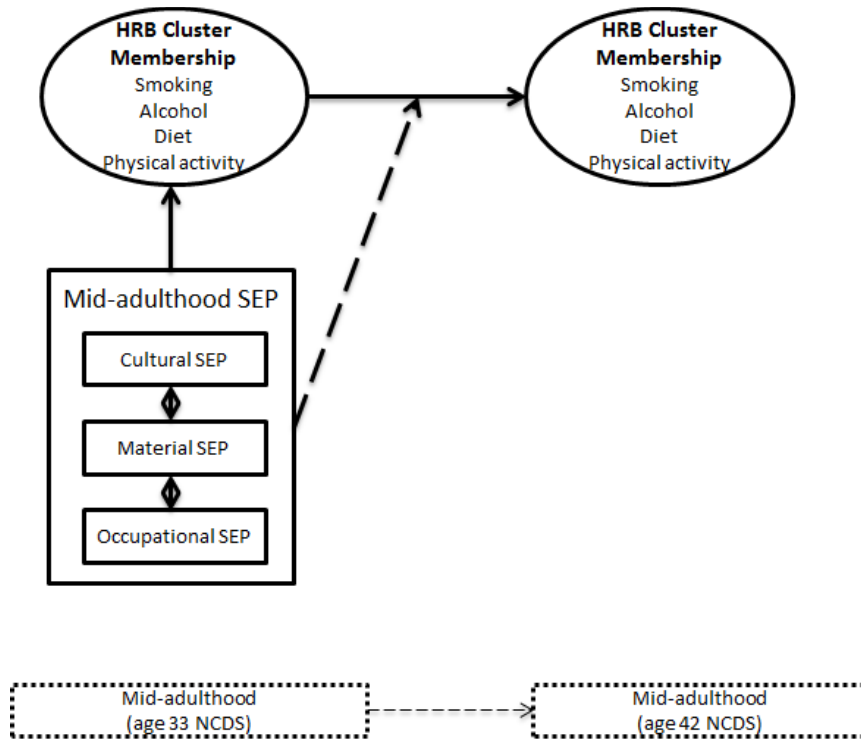 HRB Cluster
Membership
Smoking
Alcohol
Diet
Physical activity
HRB Cluster
Membership
Smoking
Alcohol
Diet
Physical activity
Mid-adulthood SEP
Cultural SEP
Material SEP
Occupational SEP
Mid-adulthood
(age 33 NCDS)
Mid-adulthood
(age 42 NCDS)